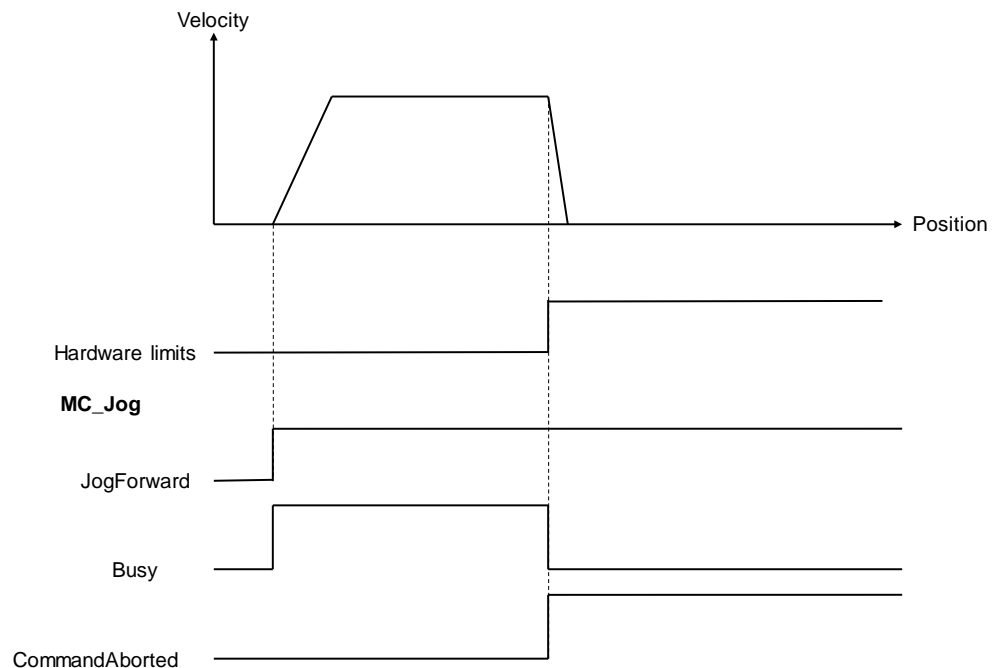 Velocity
Position
Hardware limits
MC_Jog
JogForward
Busy
CommandAborted